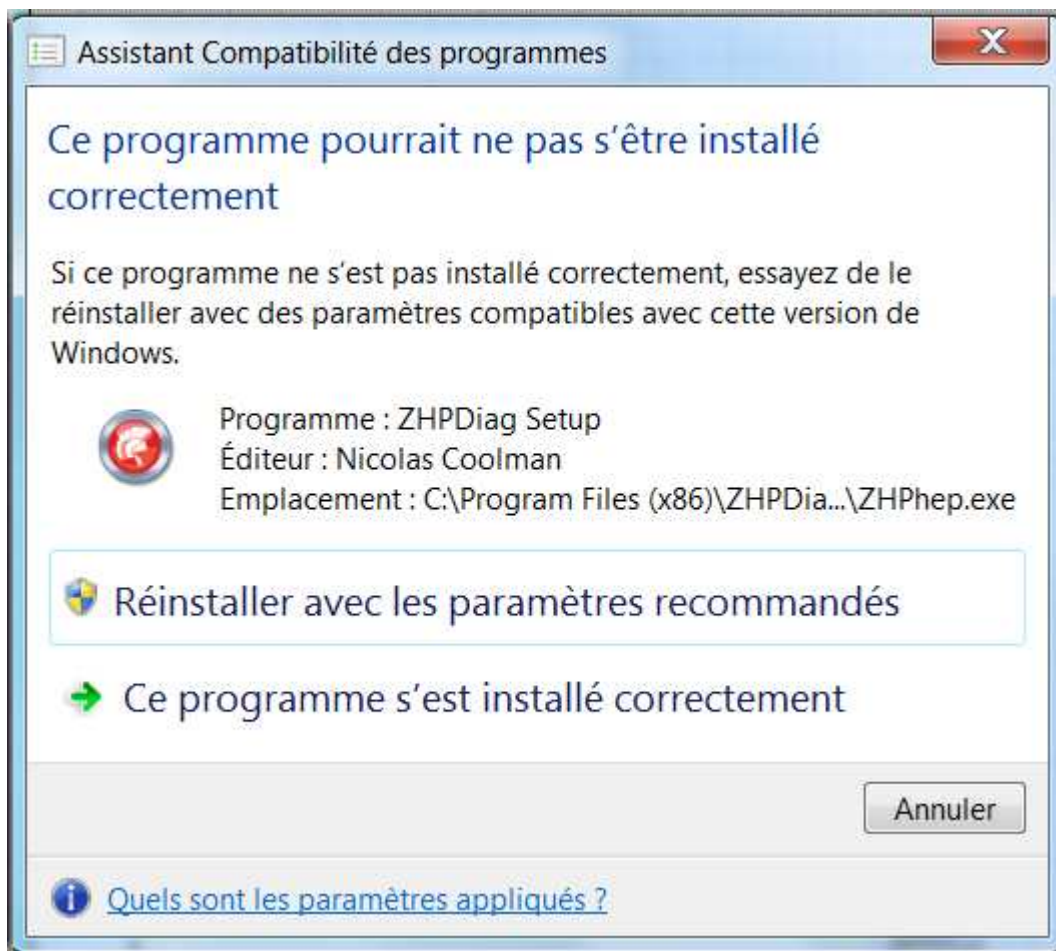 Assistant Compatibilité des programmes
Ce programme pourrait ne pas s’être installé
correctement
Si ce programme ne s’est pas installé correctement, essayez de le
réinstaller avec des paramètres compatibles avec cette version de
Windows.
Programme : ZHPDiag Setup
Éditeur : Nicolas Coolman
Emplacement : C:\Program Files (x86)\ZHPDia...\ZHPhep.exe
Réinstaller avec les paramètres recommandés
Ce programme s’est installé correctement
Annuler
Quels sont les paramètres appliqués ?